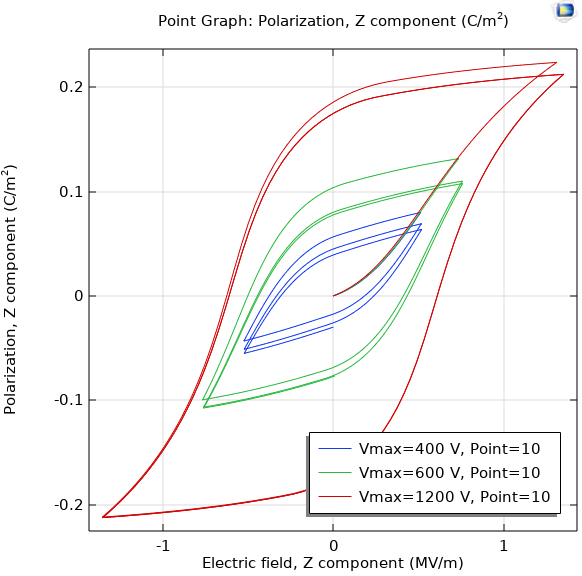 Point Graph: Polarization, Z component (C/m²)
Polarization, Z component (C/m²)
0.2
0.1
0
-0.1
-0.2
Vmax=400 V, Point=10
Vmax=600 V, Point=10
Vmax=1200 V, Point=10
-1
0
1
Electric field, Z component (MV/m)